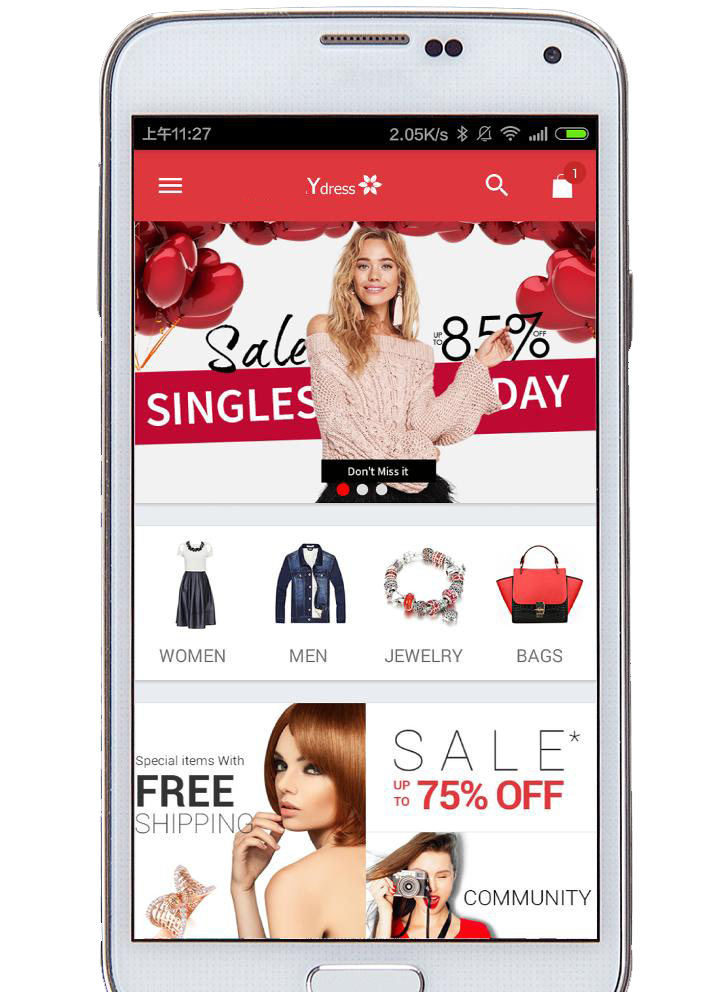 上午11:27
2.05K/s
Ydress
1
Sale
UP TO 85% OFF
SINGLES DAY
Don't Miss it
WOMEN
MEN
JEWELRY
BAGS
Special items With
FREE
SHIPPING
SALE*
UP TO 75% OFF
COMMUNITY